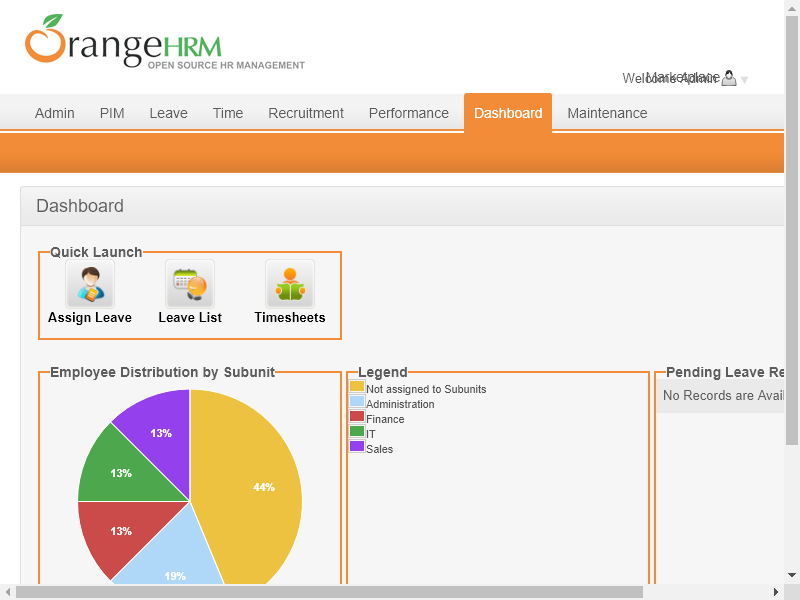 OrangeHRM
OPEN SOURCE HR MANAGEMENT
Welcome Admin
Marketplace
Admin PIM Leave Time Recruitment Performance Dashboard Maintenance
Dashboard
Quick Launch
Assign Leave Leave List Timesheets
Employee Distribution by Subunit
Legend
Pending Leave Re
Not assigned to Subunits
No Records are Avai
Administration
Finance
IT
Sales
13%
13%
44%
13%
19%